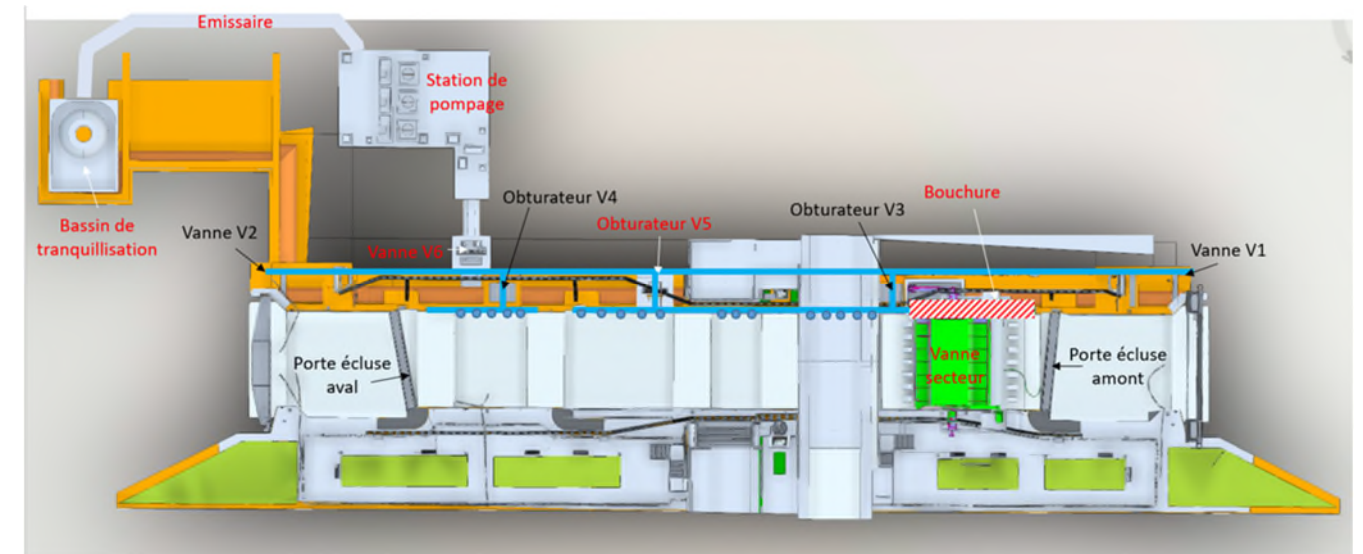 Emissaire
Station de
pompage
Bassin de
tranquillisation
Vanne V2
Vanne V6
Obturateur V4
Obturateur V5
Obturateur V3
Bouchure
Vanne V1
Porte écluse
aval
Vanne
secteur
Porte écluse
amont